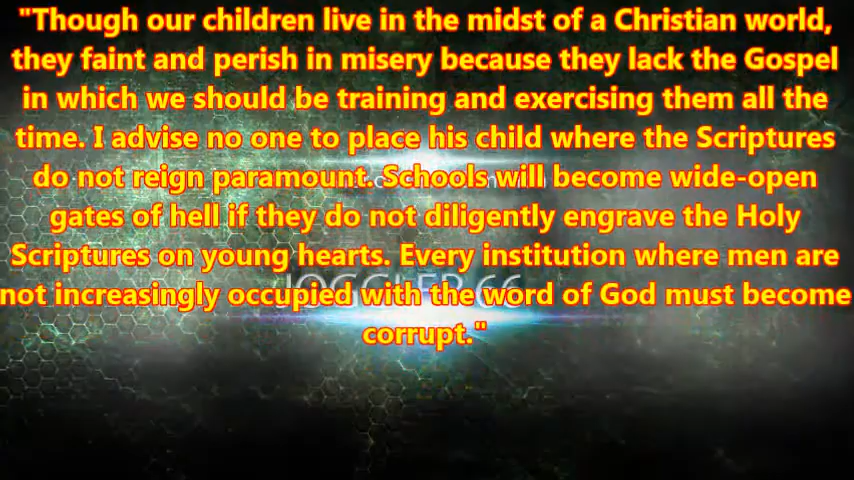 "Though our children live in the midst of a Christian world,
they faint and perish in misery because they lack the Gospel
in which we should be training and exercising them all the
time. I advise no one to place his child where the Scriptures
do not reign paramount. Schools will become wide-open
gates of hell if they do not diligently engrave the Holy
Scriptures on young hearts. Every institution where men are
not increasingly occupied with the word of God must become
corrupt."
JOGGLER 66